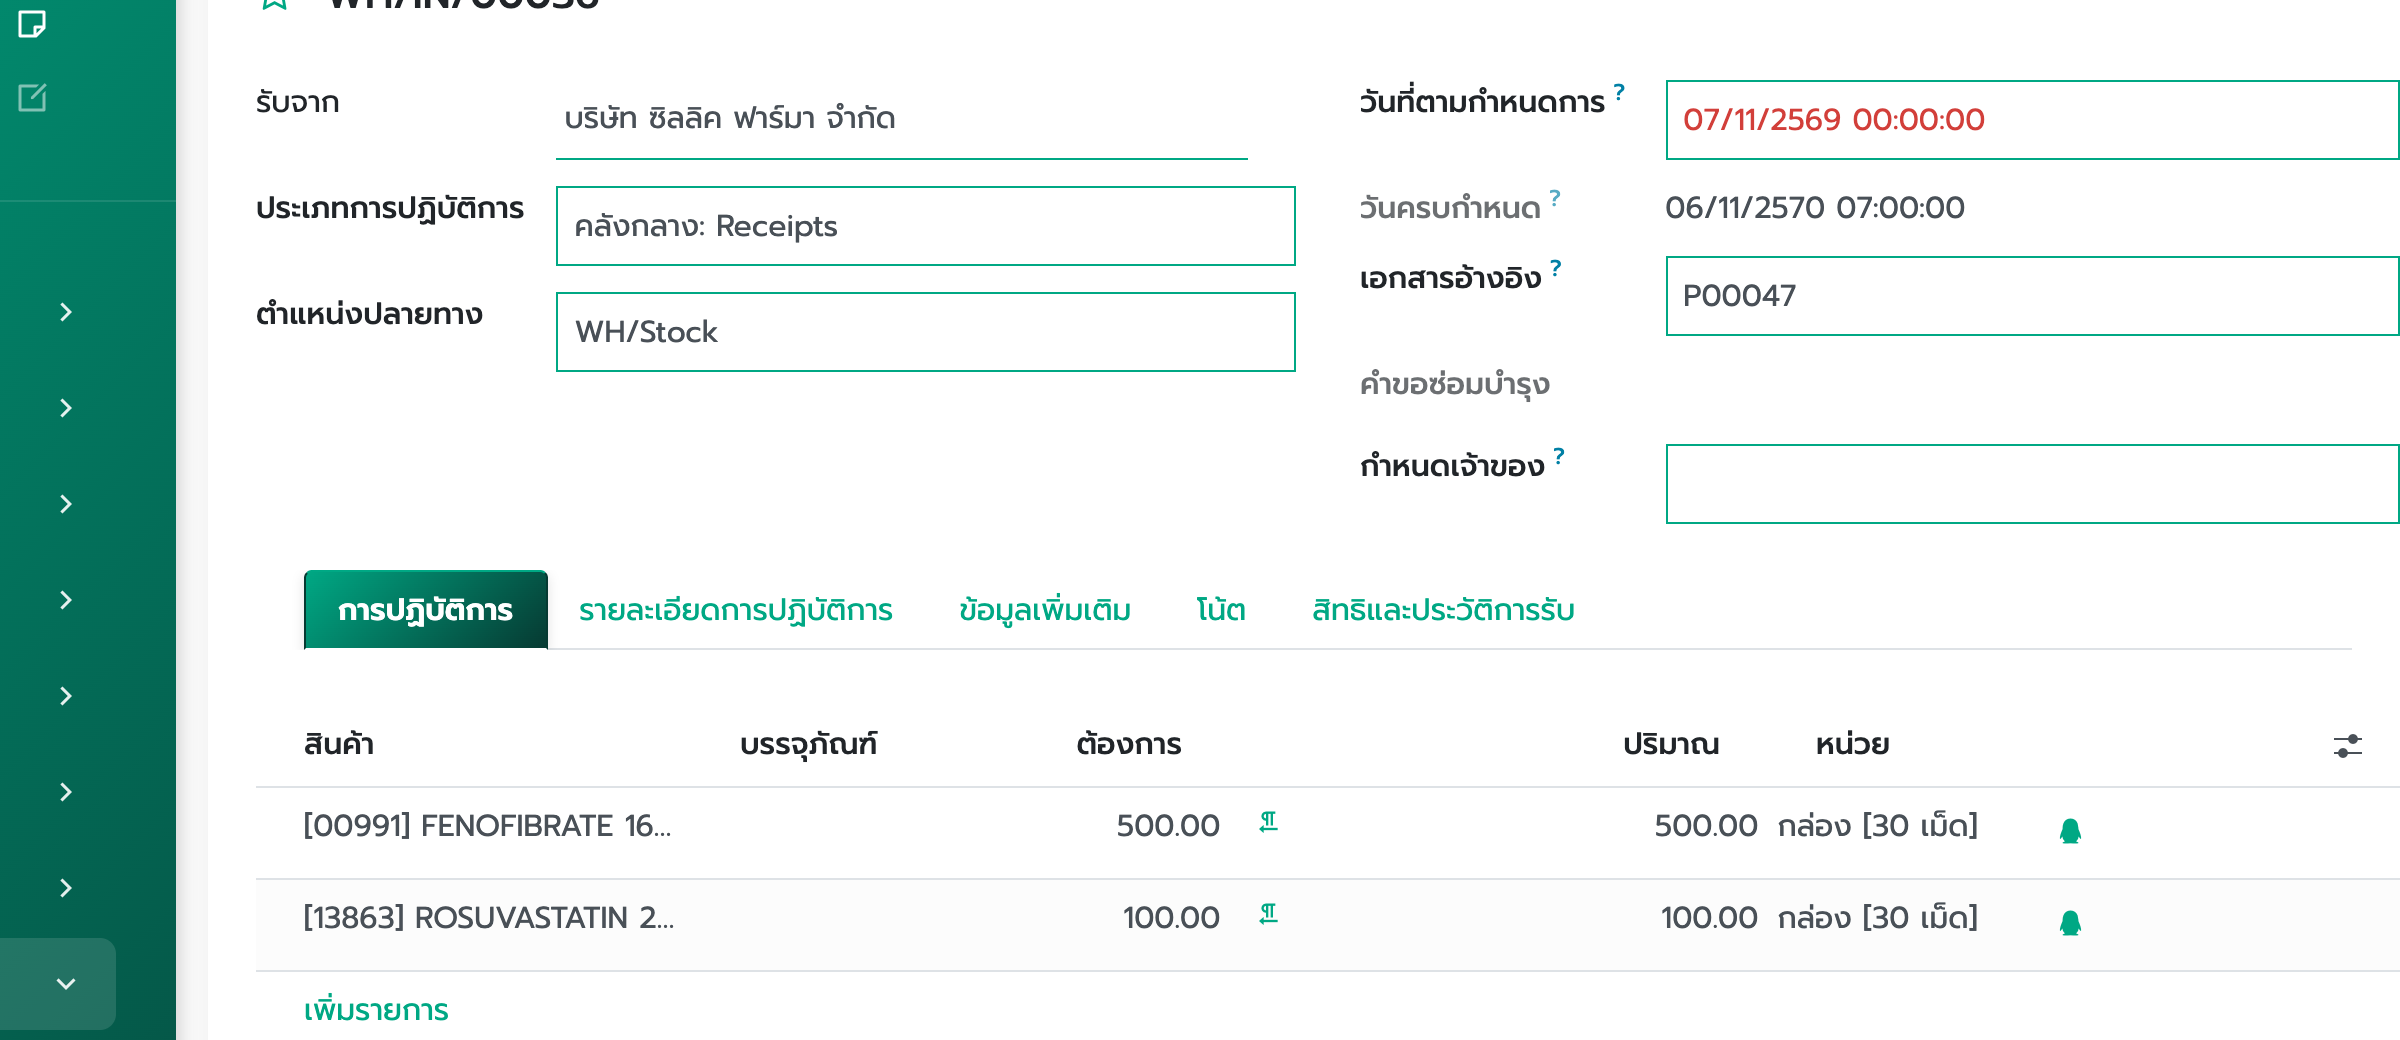 รับจาก
บริษัท ซิลลิค ฟาร์มา จำกัด
ประเภทการปฏิบัติการ
คลังกลาง: Receipts
ตำแหน่งปลายทาง
WH/Stock
วันที่ตามกำหนดการ ?
07/11/2569 00:00:00
วันครบกำหนด ?
06/11/2570 07:00:00
เอกสารอ้างอิง ?
P00047
คำขอซ่อมบำรุง
กำหนดเจ้าของ ?
การปฏิบัติการ รายละเอียดการปฏิบัติการ ข้อมูลเพิ่มเติม โน้ต สิทธิและประวัติการรับ
สินค้า บรรจุภัณฑ์ ต้องการ ปริมาณ หน่วย
[00991] FENOFIBRATE 16... 500.00 500.00 กล่อง [30 เม็ด]
[13863] ROSUVASTATIN 2... 100.00 100.00 กล่อง [30 เม็ด]
เพิ่มรายการ